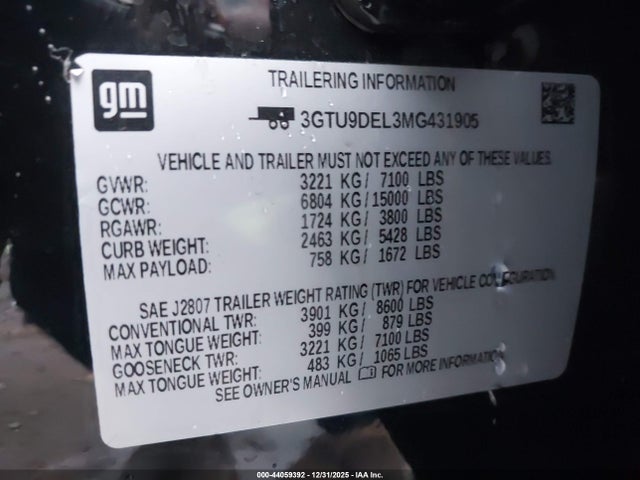 gm
TRAILERING INFORMATION
3GTU9DEL3MG431905
VEHICLE AND TRAILER MUST NOT EXCEED ANY OF THESE VALUES.
GVWR: 3221 KG/ 7100 LBS
GCWR: 6804 KG/ 15000 LBS
RGAWR: 1724 KG/ 3800 LBS
CURB WEIGHT: 2463 KG/ 5428 LBS
MAX PAYLOAD: 758 KG/ 1672 LBS
SAE J2807 TRAILER WEIGHT RATING (TWR) FOR VEHICLE CONFIGURATION
CONVENTIONAL TWR: 3901 KG/ 8600 LBS
MAX TONGUE WEIGHT: 399 KG/ 879 LBS
GOOSENECK TWR: 3221 KG/ 7100 LBS
MAX TONGUE WEIGHT: 483 KG/ 1065 LBS
SEE OWNER'S MANUAL FOR MORE INFORMATION
000-44059392 - 12/31/2025 - IAA Inc.